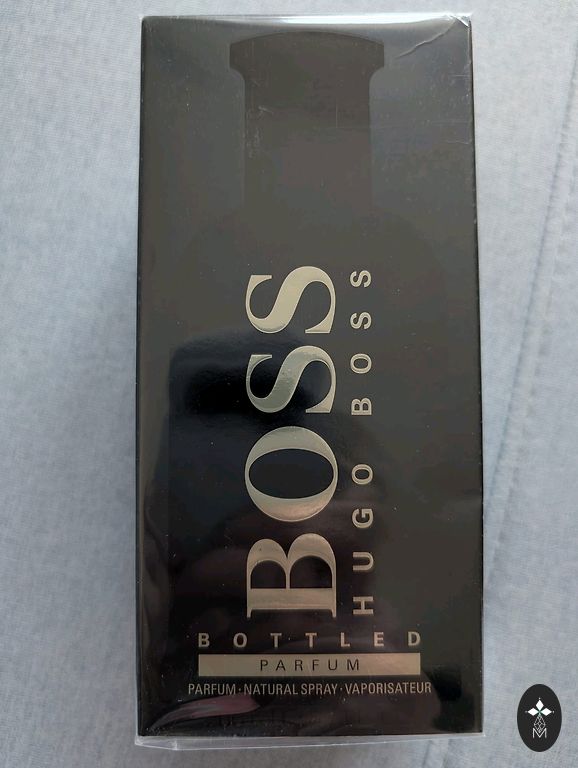 BOSS
HUGO BOSS
BOTTLED
PARFUM
PARFUM·NATURAL SPRAY·VAPORISATEUR
M